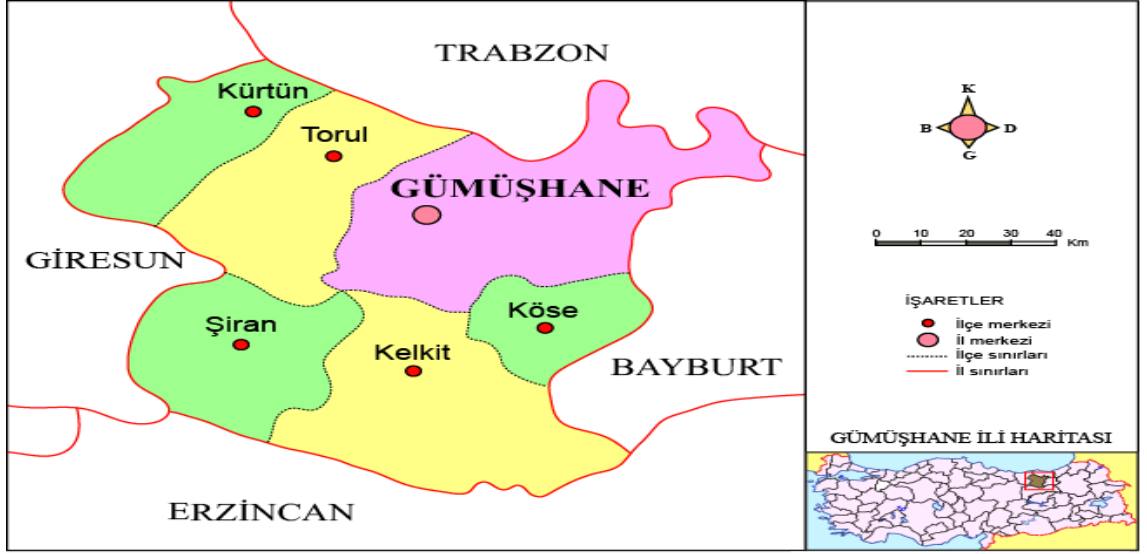 TRABZON
Kürtün
Torul
GÜMÜŞHANE
GİRESUN
Şiran
Köse
Kelkit
BAYBURT
ERZİNCAN
K
B D
G
0 10 20 30 40 Km
İŞARETLER
İlçe merkezi
İl merkezi
İlçe sınırları
İl sınırları
GÜMÜŞHANE İLİ HARİTASI